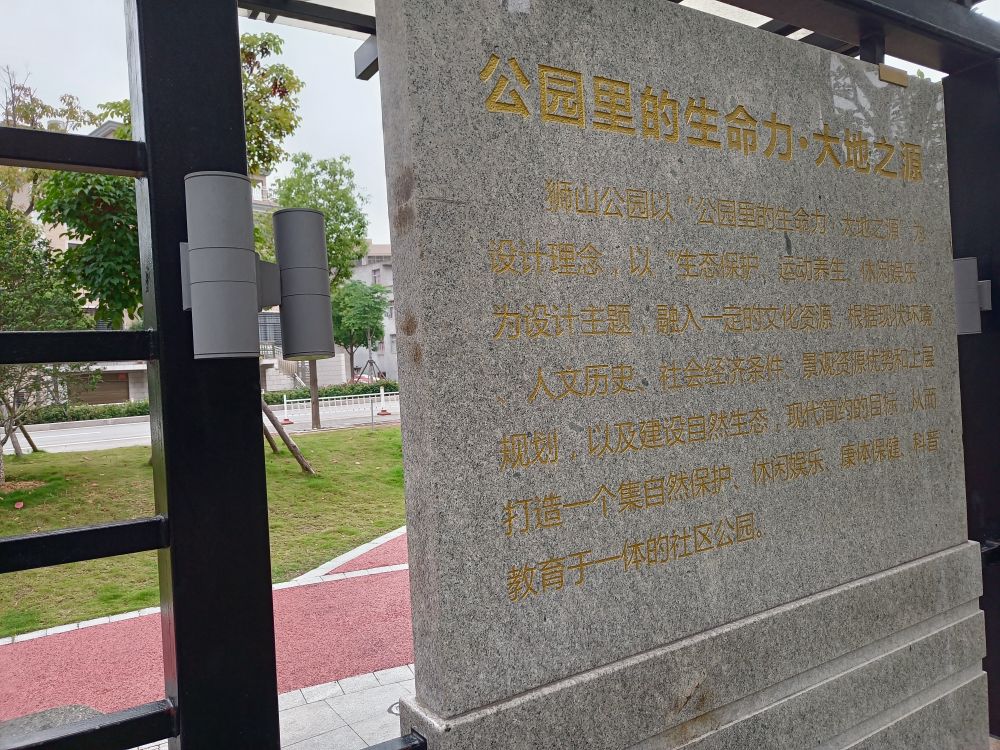 公园里的生命力·大地之源
狮山公园以“公园里的生命力·大地之源”为
设计理念，以“生态保护、运动养生、休闲娱乐”
为设计主题，融入一定的文化资源，根据现状环境
、人文历史、社会经济条件、景观资源优势和上层
规划，以及建设自然生态，现代简约的目标，从而
打造一个集自然保护、休闲娱乐、康体保健、科普
教育于一体的社区公园。